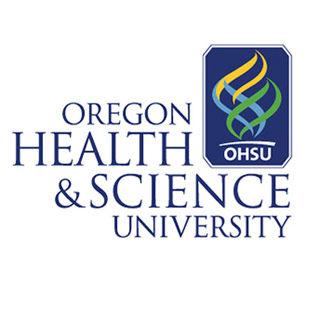 OREGON
HEALTH
OHSU
& SCIENCE
UNIVERSITY